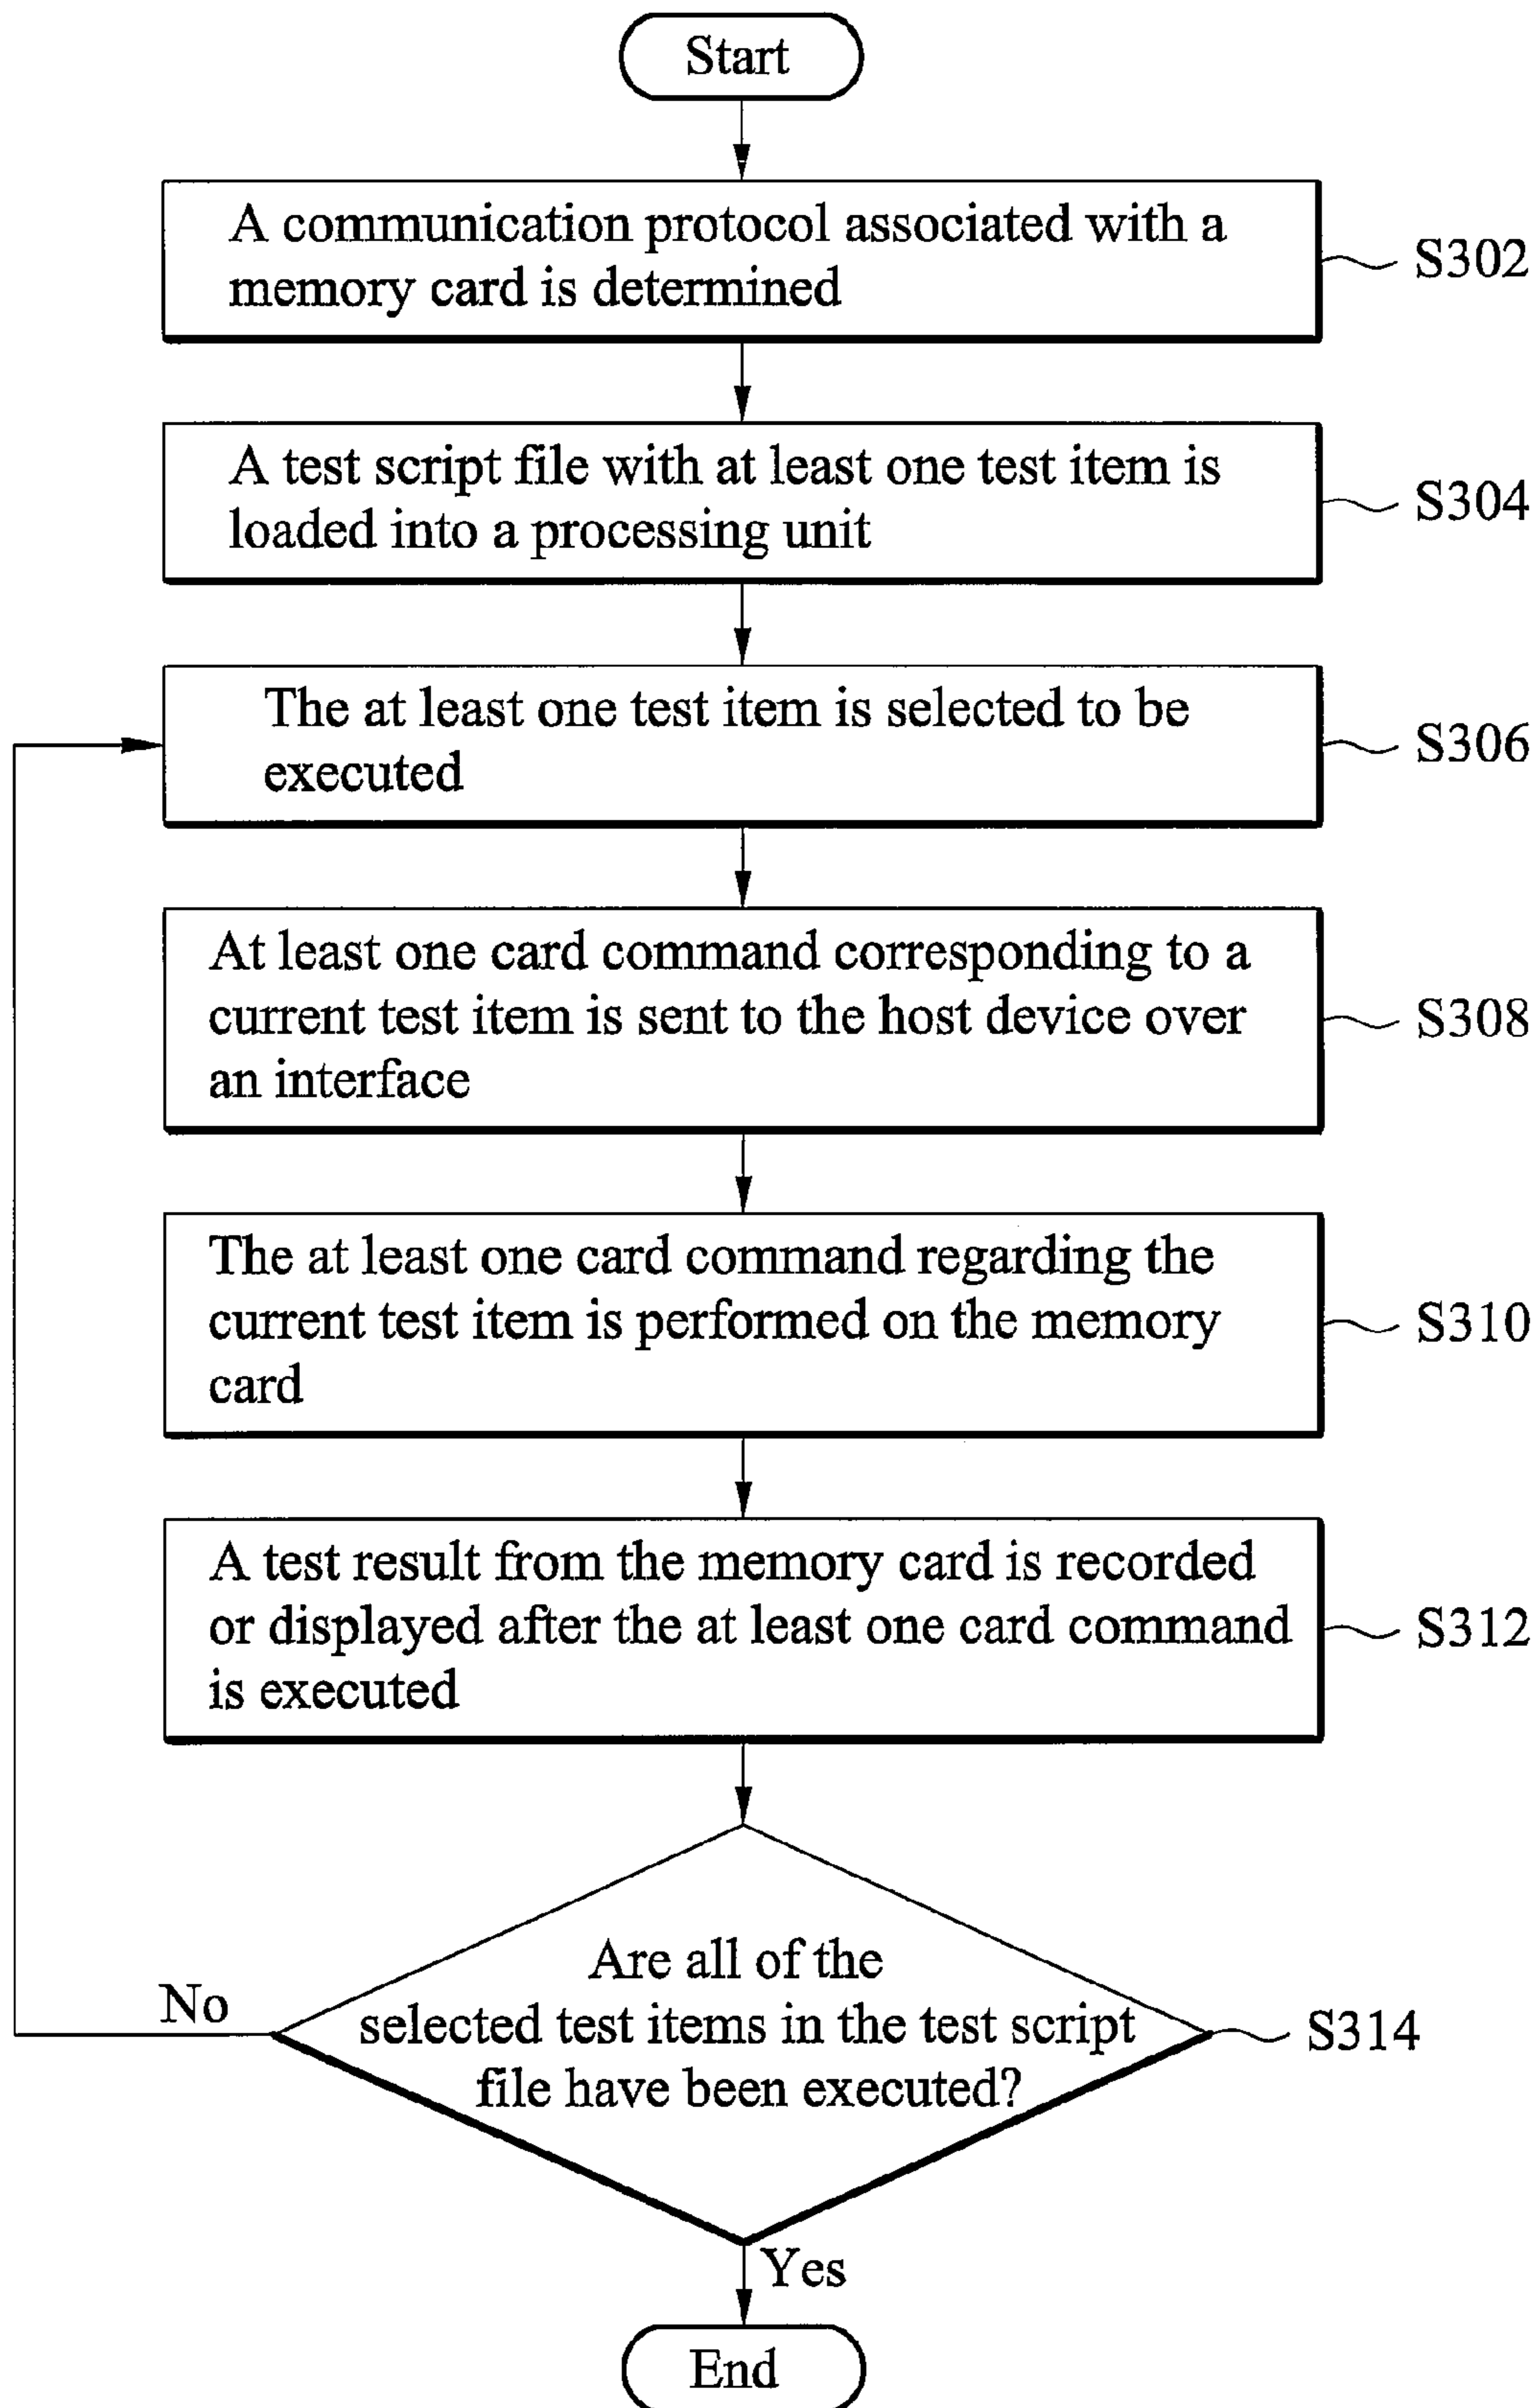 Start
A communication protocol associated with a
memory card is determined
S302
A test script file with at least one test item is
loaded into a processing unit
S304
The at least one test item is selected to be
executed
S306
At least one card command corresponding to a
current test item is sent to the host device over
an interface
S308
The at least one card command regarding the
current test item is performed on the memory
card
S310
A test result from the memory card is recorded
or displayed after the at least one card command
is executed
S312
Are all of the
selected test items in the test script
file have been executed?
S314
No
Yes
End